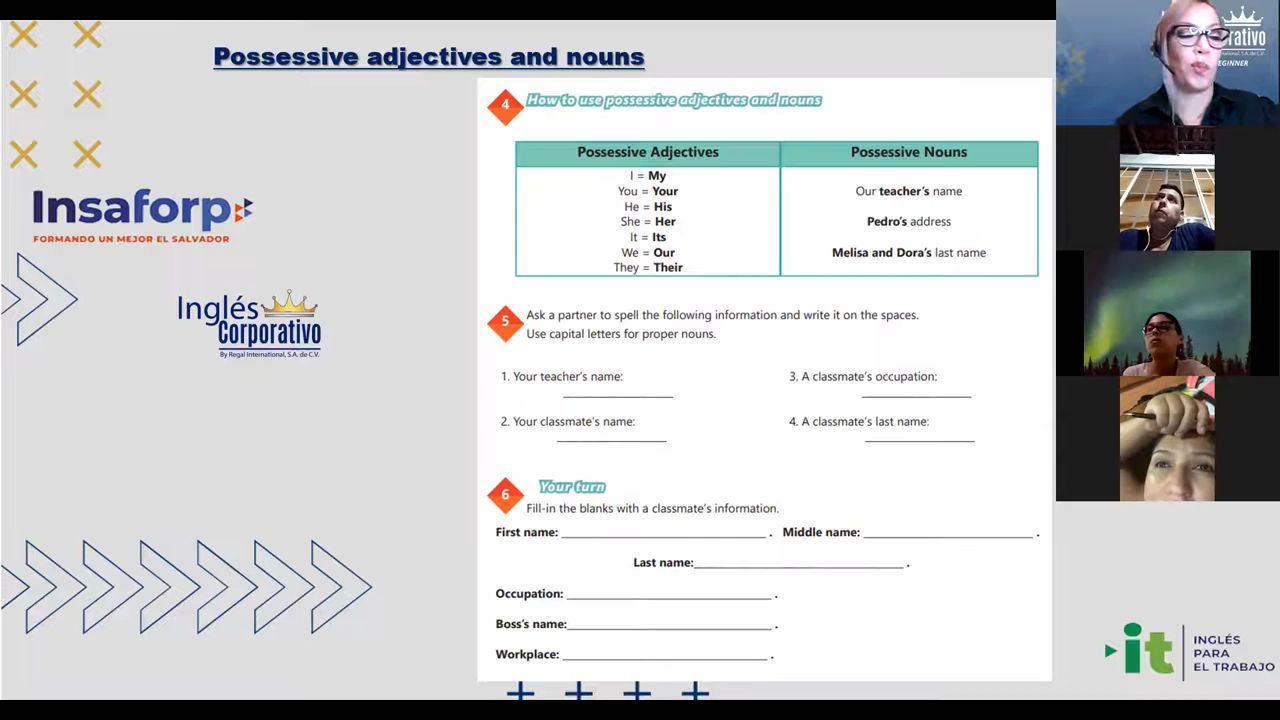 Possessive adjectives and nouns
Insaforp
FORMANDO UN MEJOR EL SALVADOR
Inglés
Corporativo
By Regal International, S.A. de C.V.
4 How to use possessive adjectives and nouns
Possessive Adjectives Possessive Nouns
I = My
You = Your Our teacher's name
He = His
She = Her Pedro's address
It = Its
We = Our Melisa and Dora's last name
They = Their
5 Ask a partner to spell the following information and write it on the spaces.
Use capital letters for proper nouns.
1. Your teacher's name: 3. A classmate's occupation:
2. Your classmate's name: 4. A classmate's last name:
6 Your turn
Fill-in the blanks with a classmate's information.
First name: . Middle name: .
Last name: .
Occupation: .
Boss's name: .
Workplace: .
it
INGLÉS
PARA
EL TRABAJO